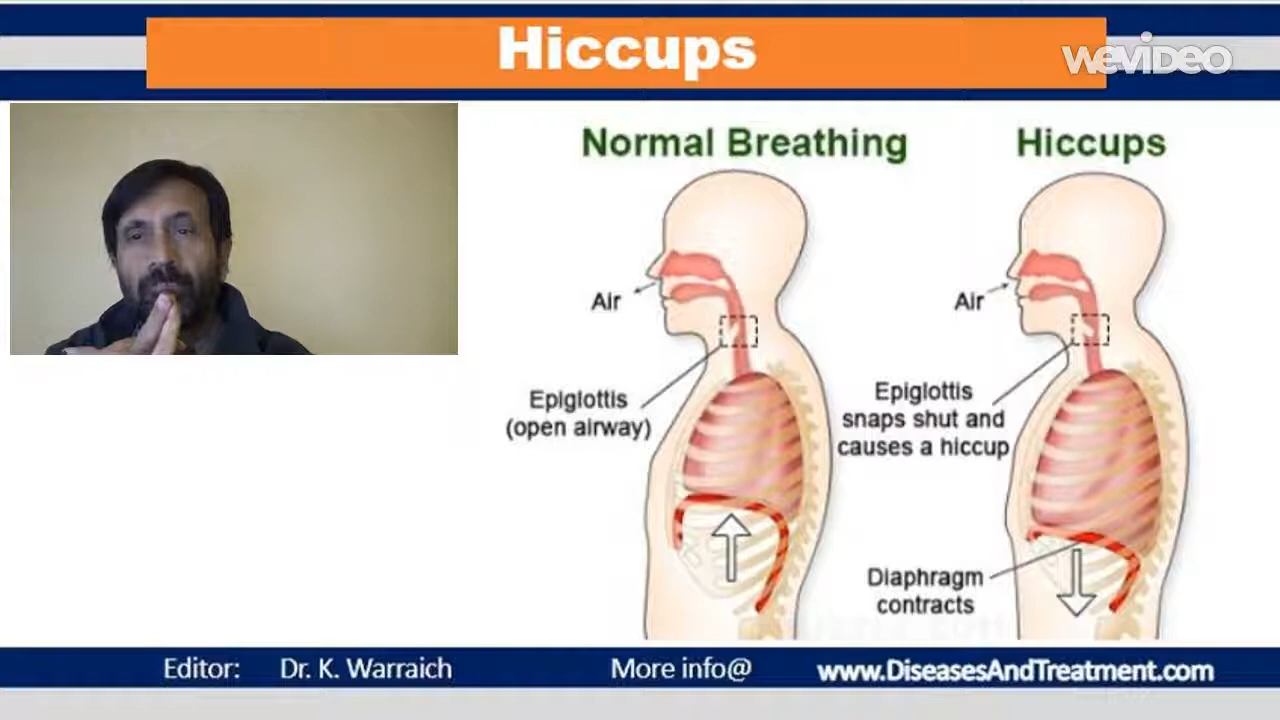 Hiccups
wevideo
Normal Breathing
Hiccups
Air
Air
Epiglottis
(open airway)
Epiglottis
snaps shut and
causes a hiccup
Diaphragm
contracts
Editor: Dr. K. Warraich More info@ www.DiseasesAndTreatment.com